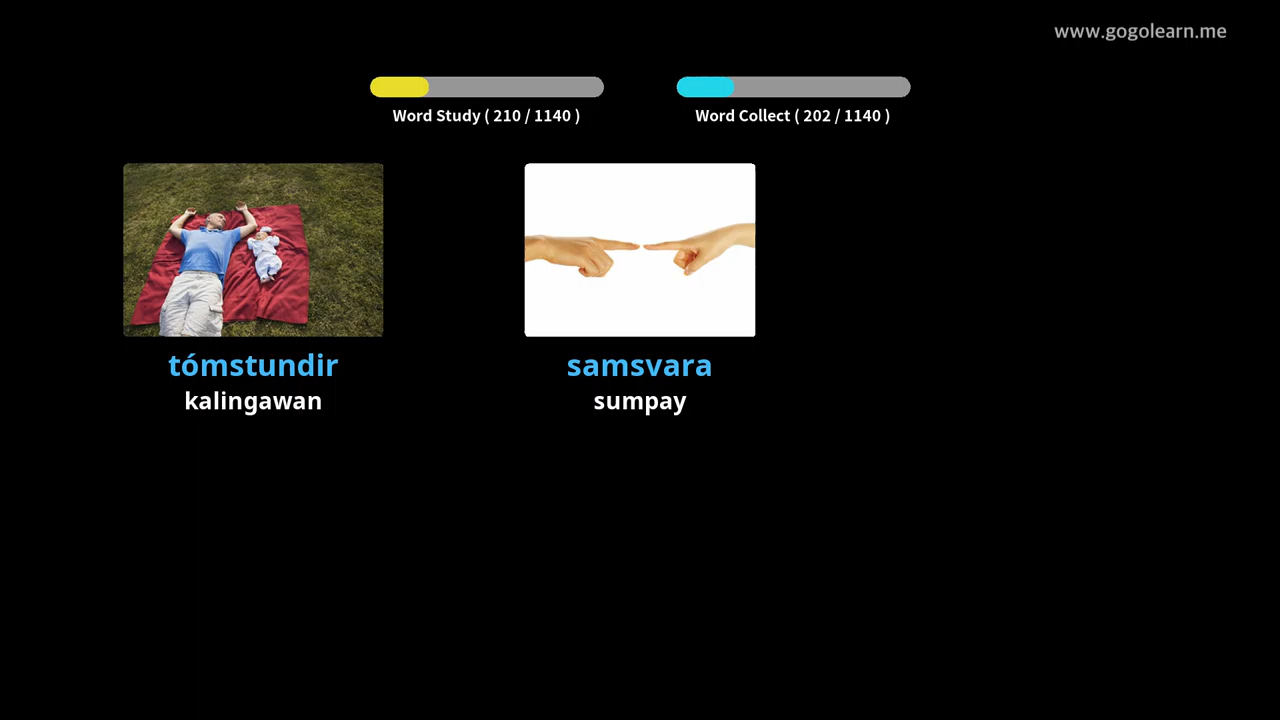 www.gogolearn.me
Word Study ( 210 / 1140 )
Word Collect ( 202 / 1140 )
tómstundir
kalingawan
samsvara
sumpay